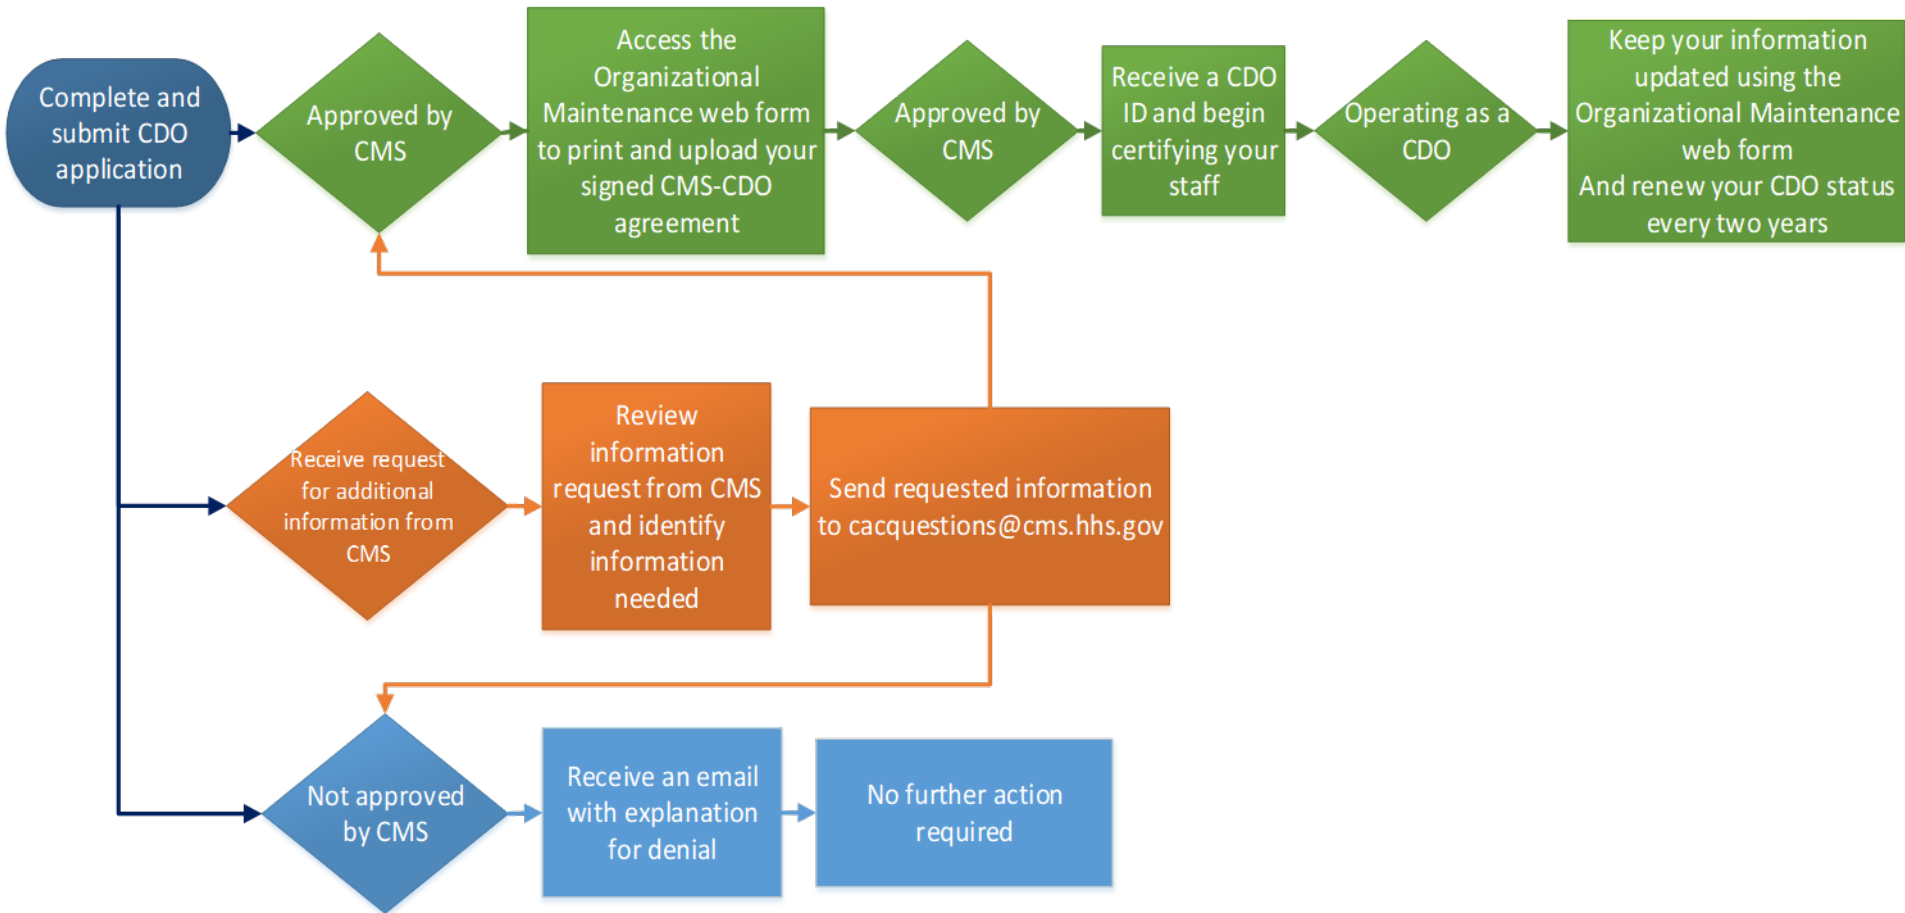 Complete and
submit CDO
application
Approved by
CMS
Access the
Organizational
Maintenance web form
to print and upload your
signed CMS-CDO
agreement
Approved by
CMS
Receive a CDO
ID and begin
certifying your
staff
Operating as a
CDO
Keep your information
updated using the
Organizational Maintenance
web form
And renew your CDO status
every two years
Receive request
for additional
information from
CMS
Review
information
request from CMS
and identify
information
needed
Send requested information
to cacquestions@cms.hhs.gov
Not approved
by CMS
Receive an email
with explanation
for denial
No further action
required